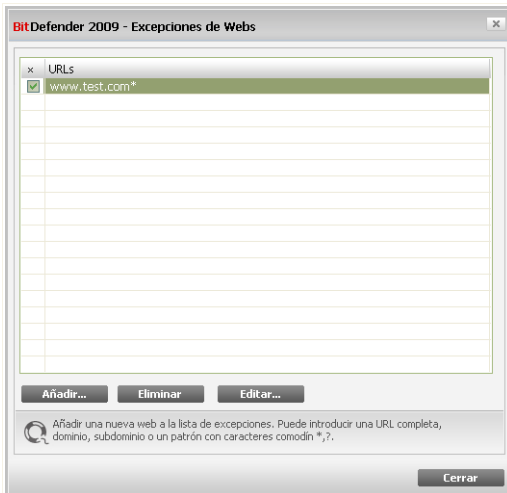 BitDefender 2009 - Excepciones de Webs
x URLs
www.test.com*
Añadir... Eliminar Editar...
Añadir una nueva web a la lista de excepciones. Puede introducir una URL completa,
dominio, subdominio o un patrón con caracteres comodín *,?.
Cerrar